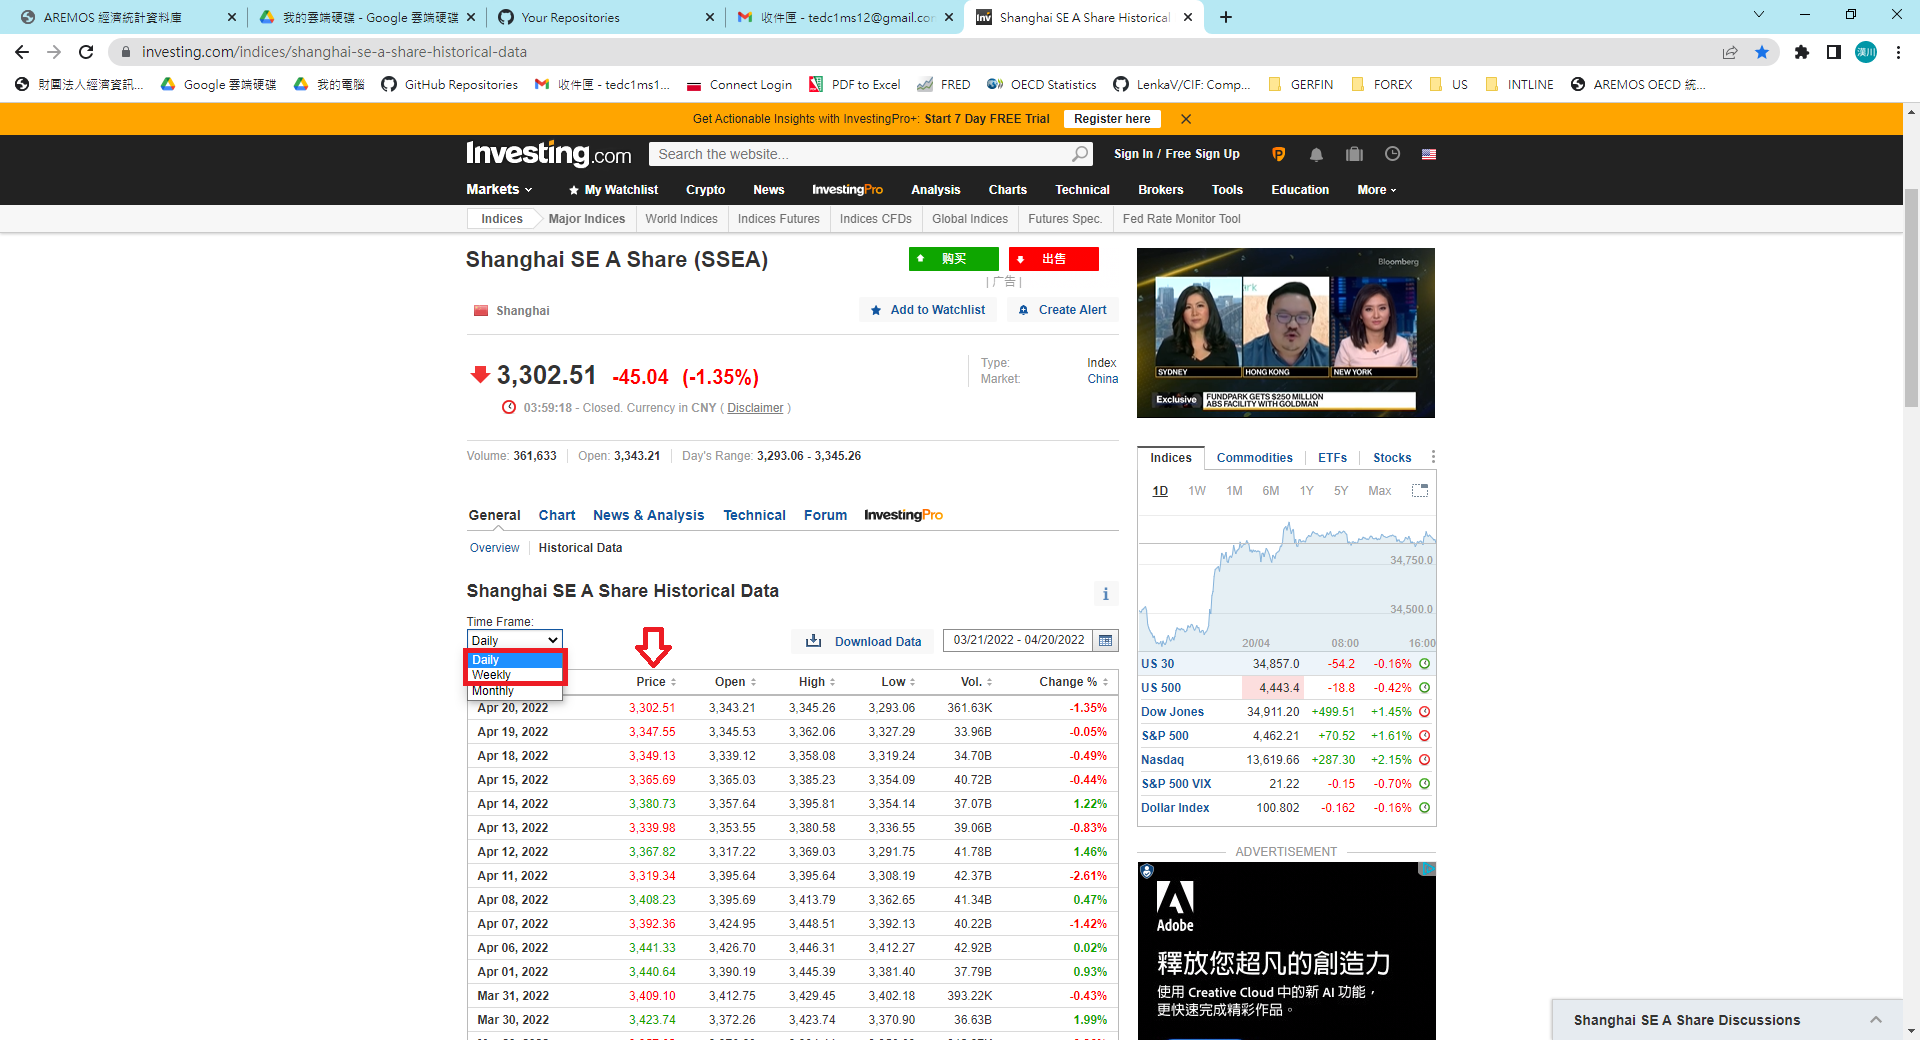 AREMOS 經濟統計資料庫
我的雲端硬碟 - Google 雲端硬碟
Your Repositories
收件匣 - tedc1ms12@gmail.cor
Shanghai SE A Share Historical
investing.com/indices/shanghai-se-a-share-historical-data
漢川
財團法人經濟資訊...
Google 雲端硬碟
我的電腦
GitHub Repositories
收件匣 - tedc1ms1...
Connect Login
PDF to Excel
FRED
OECD Statistics
LenkaV/CIF: Comp...
GERFIN
FOREX
US
INTLINE
AREMOS OECD 統...
Get Actionable Insights with InvestingPro+: Start 7 Day FREE Trial
Register here
Investing.com
Search the website...
Sign In / Free Sign Up
Markets
My Watchlist
Crypto
News
InvestingPro
Analysis
Charts
Technical
Brokers
Tools
Education
More
Indices
Major Indices
World Indices
Indices Futures
Indices CFDs
Global Indices
Futures Spec.
Fed Rate Monitor Tool
Shanghai SE A Share (SSEA)
购买
出售
| 广告 |
Shanghai
Add to Watchlist
Create Alert
3,302.51 -45.04 (-1.35%)
03:59:18 - Closed. Currency in CNY ( Disclaimer )
Type: Index
Market: China
Volume: 361,633
Open: 3,343.21
Day's Range: 3,293.06 - 3,345.26
General
Chart
News & Analysis
Technical
Forum
InvestingPro
Overview
Historical Data
Shanghai SE A Share Historical Data
i
Time Frame:
Daily
Daily
Weekly
Monthly
Download Data
03/21/2022 - 04/20/2022
Price Open High Low Vol. Change %
Apr 20, 2022 3,302.51 3,343.21 3,345.26 3,293.06 361.63K -1.35%
Apr 19, 2022 3,347.55 3,345.53 3,362.06 3,327.29 33.96B -0.05%
Apr 18, 2022 3,349.13 3,339.12 3,358.08 3,319.24 34.70B -0.49%
Apr 15, 2022 3,365.69 3,365.03 3,385.23 3,354.09 40.72B -0.44%
Apr 14, 2022 3,380.73 3,357.64 3,395.81 3,354.14 37.07B 1.22%
Apr 13, 2022 3,339.98 3,353.55 3,380.58 3,336.55 39.06B -0.83%
Apr 12, 2022 3,367.82 3,317.22 3,369.03 3,291.75 41.78B 1.46%
Apr 11, 2022 3,319.34 3,395.64 3,395.64 3,308.19 42.37B -2.61%
Apr 08, 2022 3,408.23 3,395.69 3,413.79 3,362.65 41.34B 0.47%
Apr 07, 2022 3,392.36 3,424.95 3,448.51 3,392.13 40.22B -1.42%
Apr 06, 2022 3,441.33 3,426.70 3,446.31 3,412.27 42.92B 0.02%
Apr 01, 2022 3,440.64 3,390.19 3,445.39 3,381.40 37.79B 0.93%
Mar 31, 2022 3,409.10 3,412.75 3,429.45 3,402.18 393.22K -0.43%
Mar 30, 2022 3,423.74 3,372.26 3,423.74 3,370.90 36.63B 1.99%
Bloomberg
SYDNEY
HONG KONG
NEW YORK
Exclusive
FUNDPARK GETS $250 MILLION
ABS FACILITY WITH GOLDMAN
Indices
Commodities
ETFs
Stocks
1D 1W 1M 6M 1Y 5Y Max
34,750.0
34,500.0
20/04 08:00 16:00
US 30 34,857.0 -54.2 -0.16%
US 500 4,443.4 -18.8 -0.42%
Dow Jones 34,911.20 +499.51 +1.45%
S&P 500 4,462.21 +70.52 +1.61%
Nasdaq 13,619.66 +287.30 +2.15%
S&P 500 VIX 21.22 -0.15 -0.70%
Dollar Index 100.802 -0.162 -0.16%
ADVERTISEMENT
Adobe
釋放您超凡的創造力
使用 Creative Cloud 中的新 AI 功能，
更快速完成精彩作品。
Shanghai SE A Share Discussions